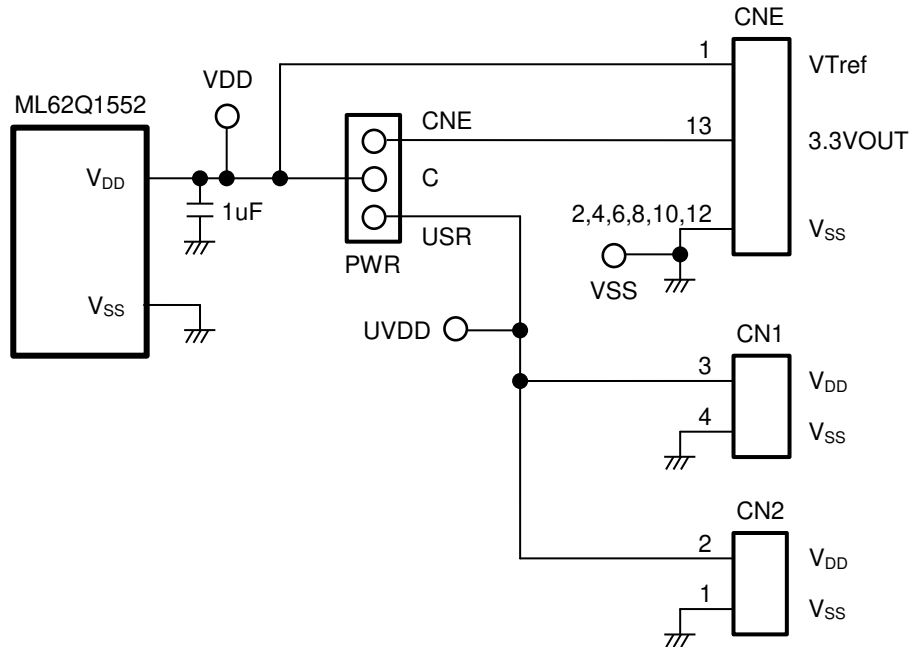 CNE
1
VTref
VDD
ML62Q1552
CNE
13
3.3VOUT
VDD
C
1uF
USR
2,4,6,8,10,12
VSS
PWR
VSS
VSS
UVDD
CN1
3
VDD
4
VSS
CN2
2
VDD
1
VSS